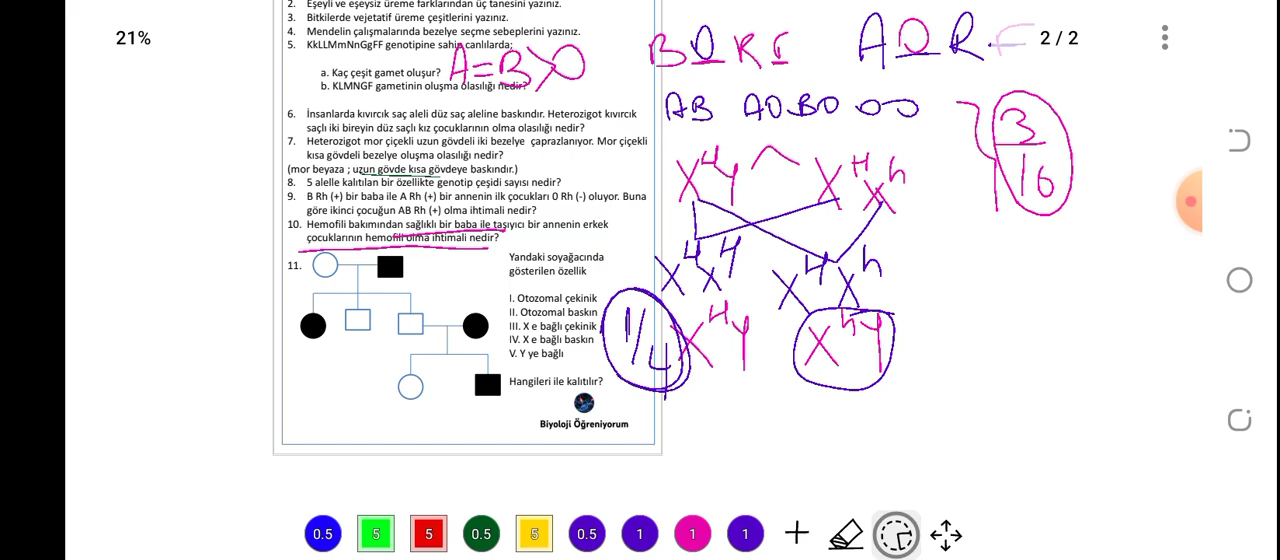 21%
2 / 2
2. Eşeyli ve eşeysiz üreme farklarından üç tanesini yazınız.
3. Bitkilerde vejetatif üreme çeşitlerini yazınız.
4. Mendelin çalışmalarında bezelye seçme sebeplerini yazınız.
5. KkLLMmNnGgFF genotipine sahip canlılarda;
a. Kaç çeşit gamet oluşur?
b. KLMNGF gametinin oluşma olasılığı nedir?
6. İnsanlarda kıvırcık saç aleli düz saç aleline baskındır. Heterozigot kıvırcık
saçlı iki bireyin düz saçlı kız çocuklarının olma olasılığı nedir?
7. Heterozigot mor çiçekli uzun gövdeli iki bezelye çaprazlanıyor. Mor çiçekli
kısa gövdeli bezelye oluşma olasılığı nedir?
(mor beyaza ; uzun gövde kısa gövdeye baskındır.)
8. 5 alelle kalıtılan bir özellikte genotip çeşidi sayısı nedir?
9. B Rh (+) bir baba ile A Rh (+) bir annenin ilk çocukları 0 Rh (-) oluyor. Buna
göre ikinci çocuğun AB Rh (+) olma ihtimali nedir?
10. Hemofili bakımından sağlıklı bir baba ile taşıyıcı bir annenin erkek
çocuklarının hemofili olma ihtimali nedir?
11.
Yandaki soyağacında
gösterilen özellik
I. Otozomal çekinik
II. Otozomal baskın
III. X e bağlı çekinik
IV. X e bağlı baskın
V. Y ye bağlı
Hangileri ile kalıtılır?
Biyoloji Öğreniyorum
A=B>O
AB AO BO OO
3/16
X^H Y X^H X^h
X^H X^H X^H X^h
1/4 X^H Y X^h Y
0.5 5 5 0.5 5 0.5 1 1 1